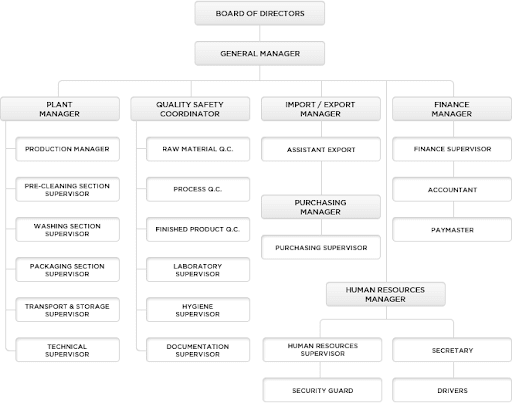 BOARD OF DIRECTORS
GENERAL MANAGER
PLANT
MANAGER
QUALITY SAFETY
COORDINATOR
IMPORT / EXPORT
MANAGER
FINANCE
MANAGER
PRODUCTION MANAGER
RAW MATERIAL Q.C.
ASSISTANT EXPORT
FINANCE SUPERVISOR
PRE-CLEANING SECTION
SUPERVISOR
PROCESS Q.C.
PURCHASING
MANAGER
ACCOUNTANT
WASHING SECTION
SUPERVISOR
FINISHED PRODUCT Q.C.
PURCHASING SUPERVISOR
PAYMASTER
PACKAGING SECTION
SUPERVISOR
LABORATORY
SUPERVISOR
HUMAN RESOURCES
MANAGER
TRANSPORT & STORAGE
SUPERVISOR
HYGIENE
SUPERVISOR
TECHNICAL
SUPERVISOR
DOCUMENTATION
SUPERVISOR
HUMAN RESOURCES
SUPERVISOR
SECRETARY
SECURITY GUARD
DRIVERS